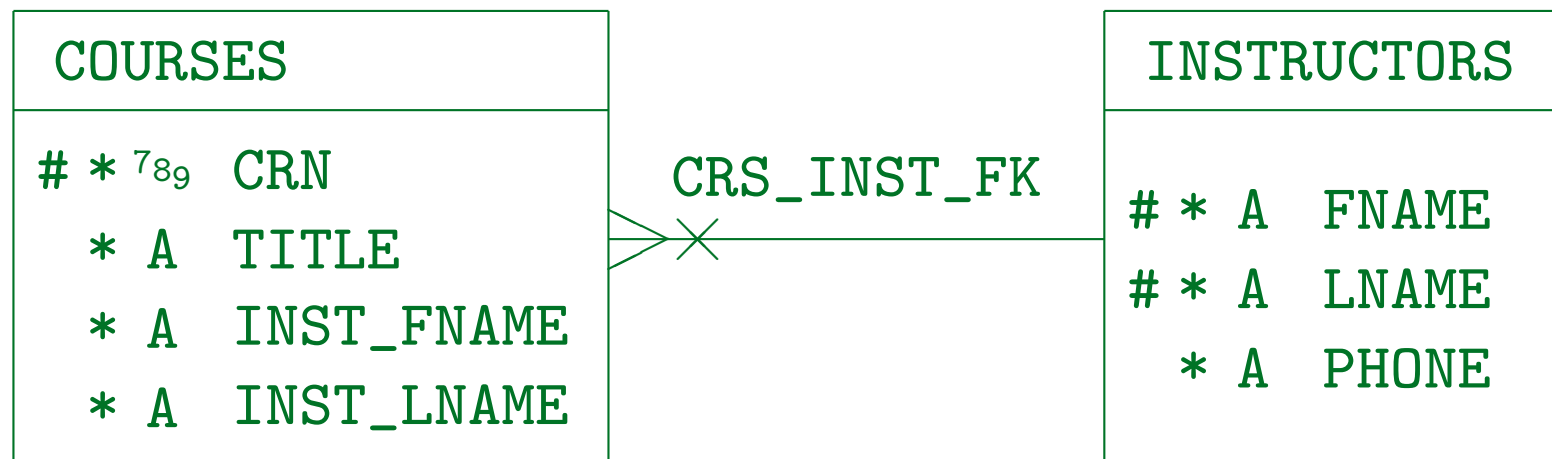 COURSES
# * 789 CRN
* A TITLE
* A INST_FNAME
* A INST_LNAME
CRS_INST_FK
INSTRUCTORS
# * A FNAME
# * A LNAME
* A PHONE